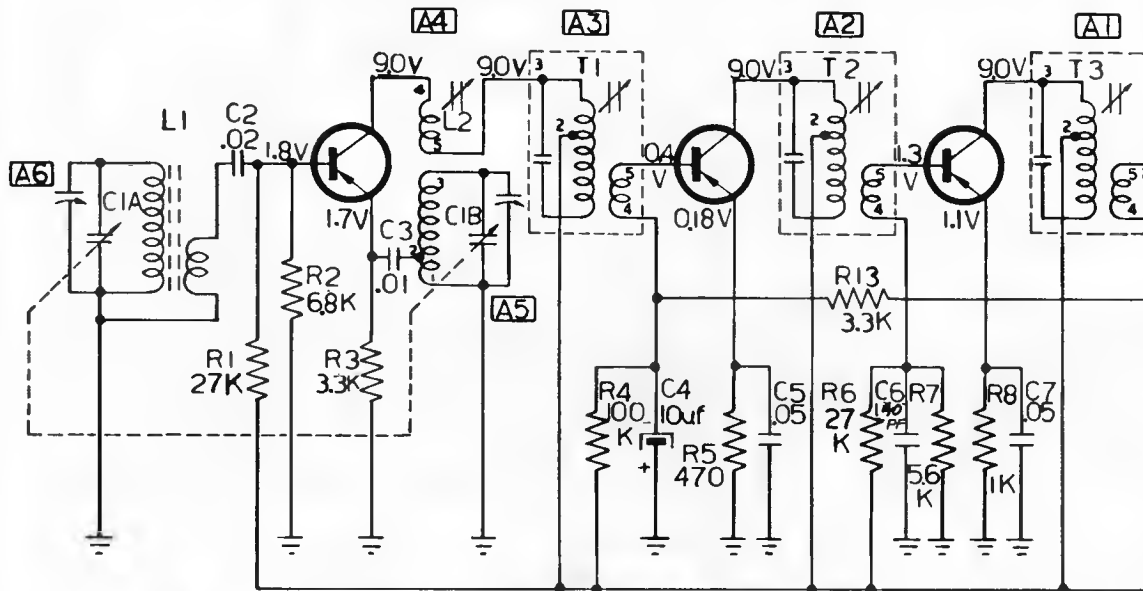 A4
A3
A2
A1
9.0V
4
9.0V
3
T1
9.0V
3
T2
9.0V
3
T3
L1
C2
.02
1.8V
L2
5
2
2
2
A6
C1A
1.7V
3
C1B
2
5
4
0.4
V
0.18V
5
4
1.3
V
1.1V
5
4
C3
.01
A5
R2
6.8K
R13
3.3K
R1
27K
R3
3.3K
R4
100
K
C4
10uf
+
R5
470
C5
.05
R6
27
K
C6
PF
R7
5.6
K
R8
1K
C7
.05